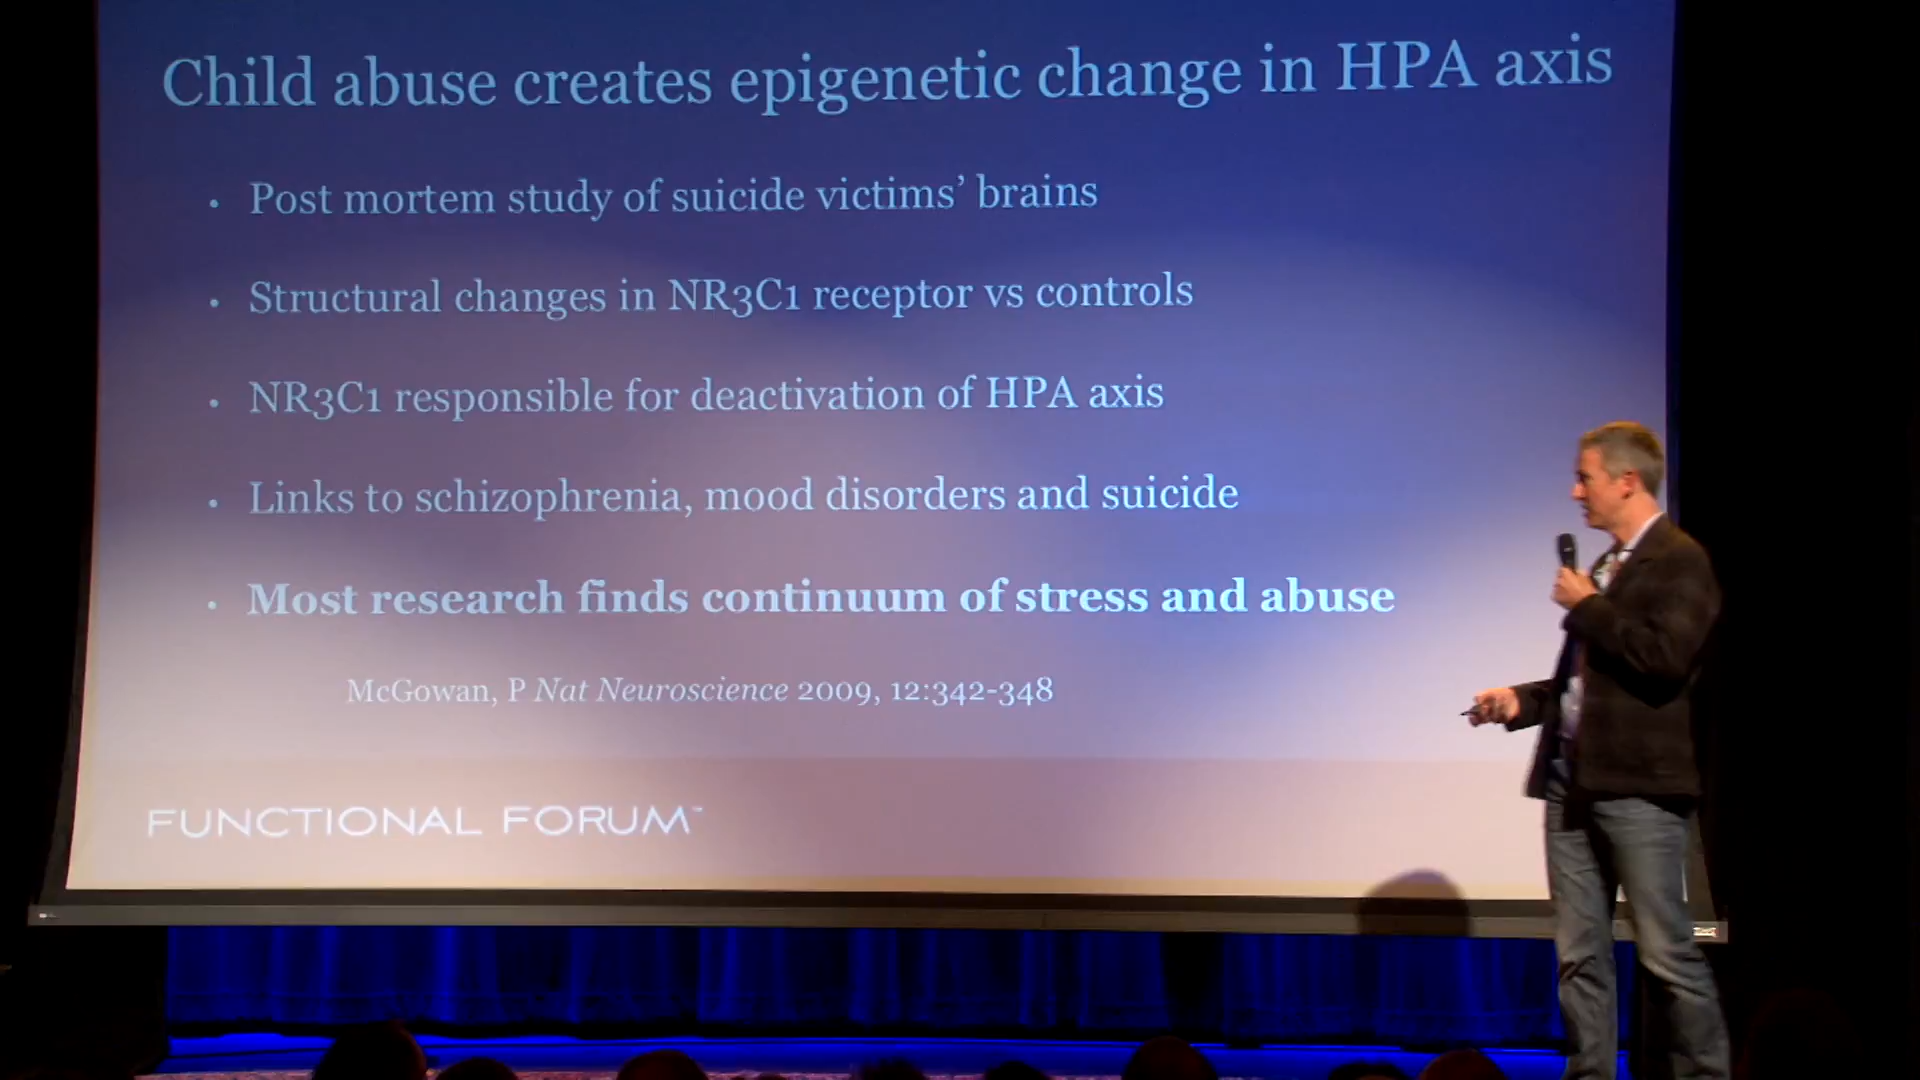 Child abuse creates epigenetic change in HPA axis
• Post mortem study of suicide victims’ brains
• Structural changes in NR3C1 receptor vs controls
• NR3C1 responsible for deactivation of HPA axis
• Links to schizophrenia, mood disorders and suicide
• Most research finds continuum of stress and abuse
McGowan, P Nat Neuroscience 2009, 12:342-348
FUNCTIONAL FORUM™